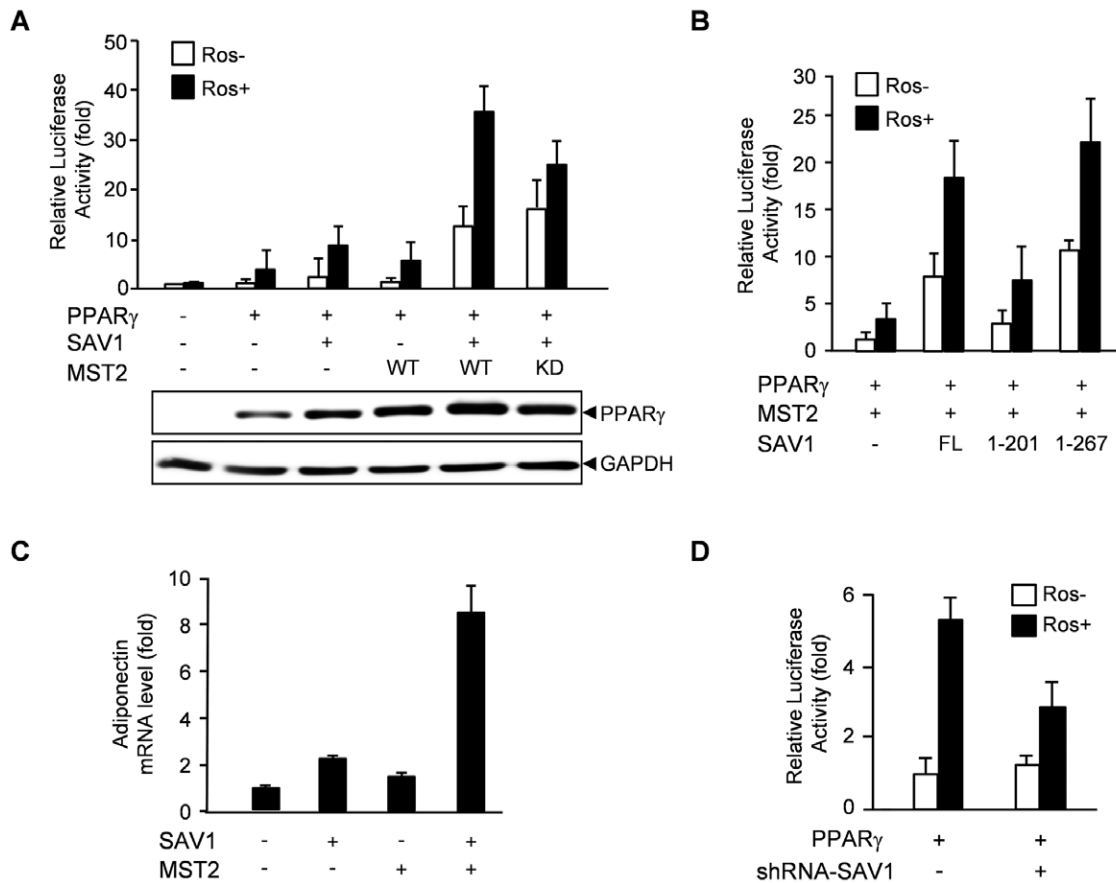 A
Relative Luciferase
Activity (fold)
50
40
30
20
10
0
Ros-
Ros+
PPARγ - + + + + +
SAV1 - - + - + +
MST2 - - - WT WT KD
PPARγ
GAPDH
B
Relative Luciferase
Activity (fold)
30
25
20
15
10
5
0
Ros-
Ros+
PPARγ + + + +
MST2 + + + +
SAV1 - FL 1-201 1-267
C
Adiponectin
mRNA level (fold)
10
8
6
4
2
0
SAV1 - + - +
MST2 - - + +
D
Relative Luciferase
Activity (fold)
6
4
2
0
Ros-
Ros+
PPARγ + +
shRNA-SAV1 - +